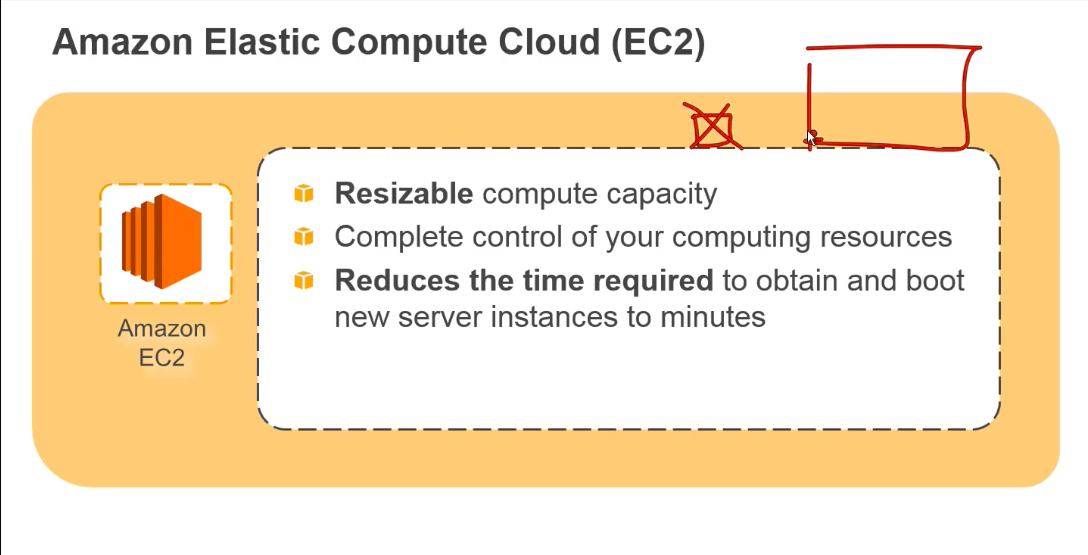 Amazon Elastic Compute Cloud (EC2)
Resizable compute capacity
Complete control of your computing resources
Reduces the time required to obtain and boot
new server instances to minutes
Amazon
EC2